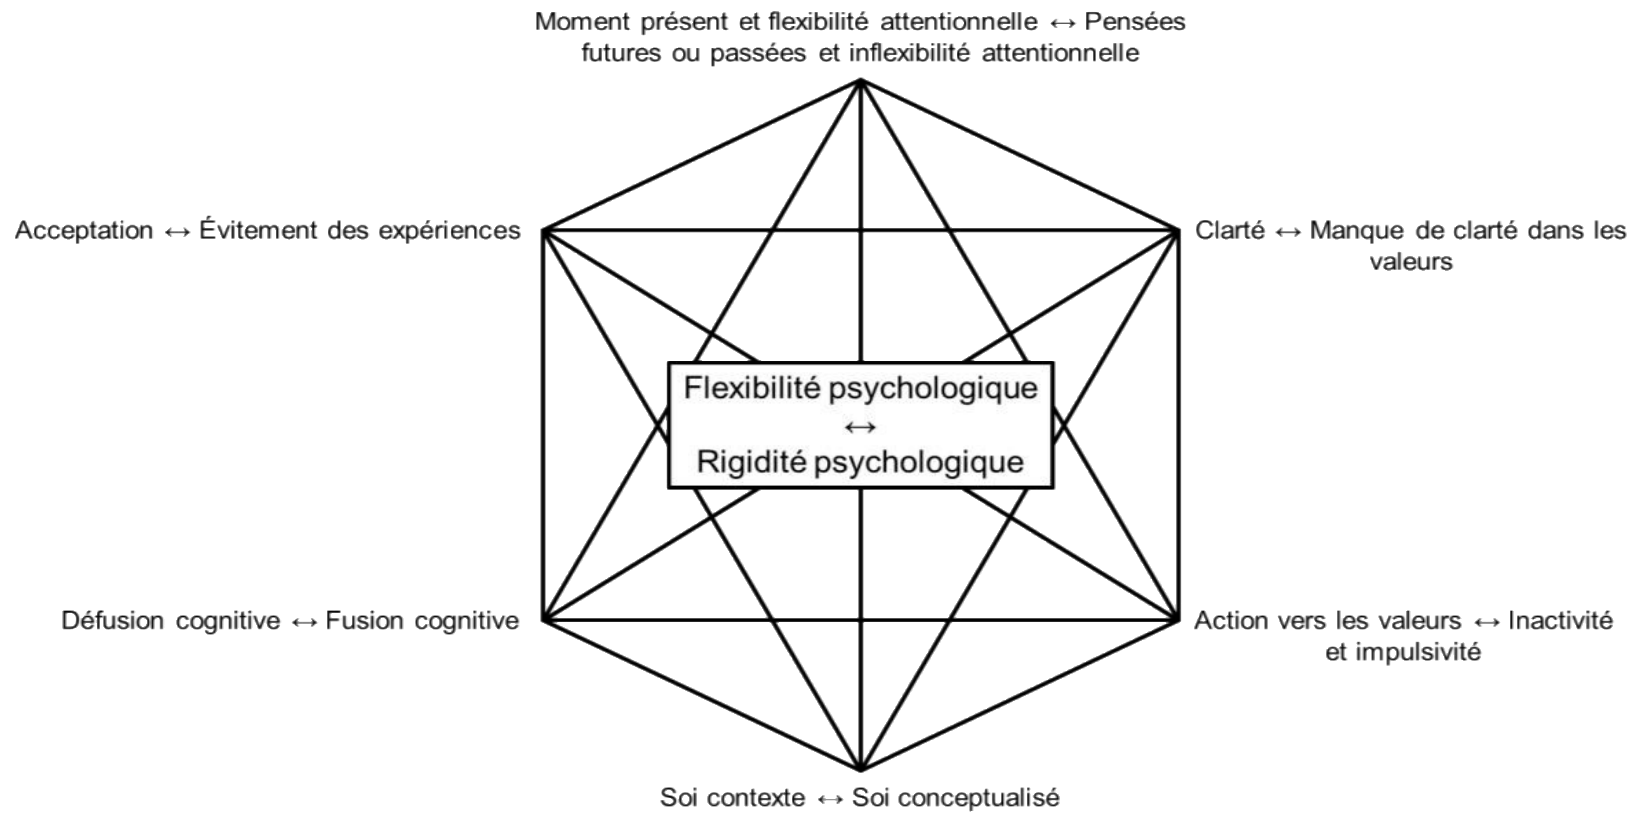 Moment présent et flexibilité attentionnelle ↔ Pensées
futures ou passées et inflexibilité attentionnelle
Acceptation ↔ Évitement des expériences
Clarté ↔ Manque de clarté dans les
valeurs
Flexibilité psychologique
↔
Rigidité psychologique
Défusion cognitive ↔ Fusion cognitive
Action vers les valeurs ↔ Inactivité
et impulsivité
Soi contexte ↔ Soi conceptualisé